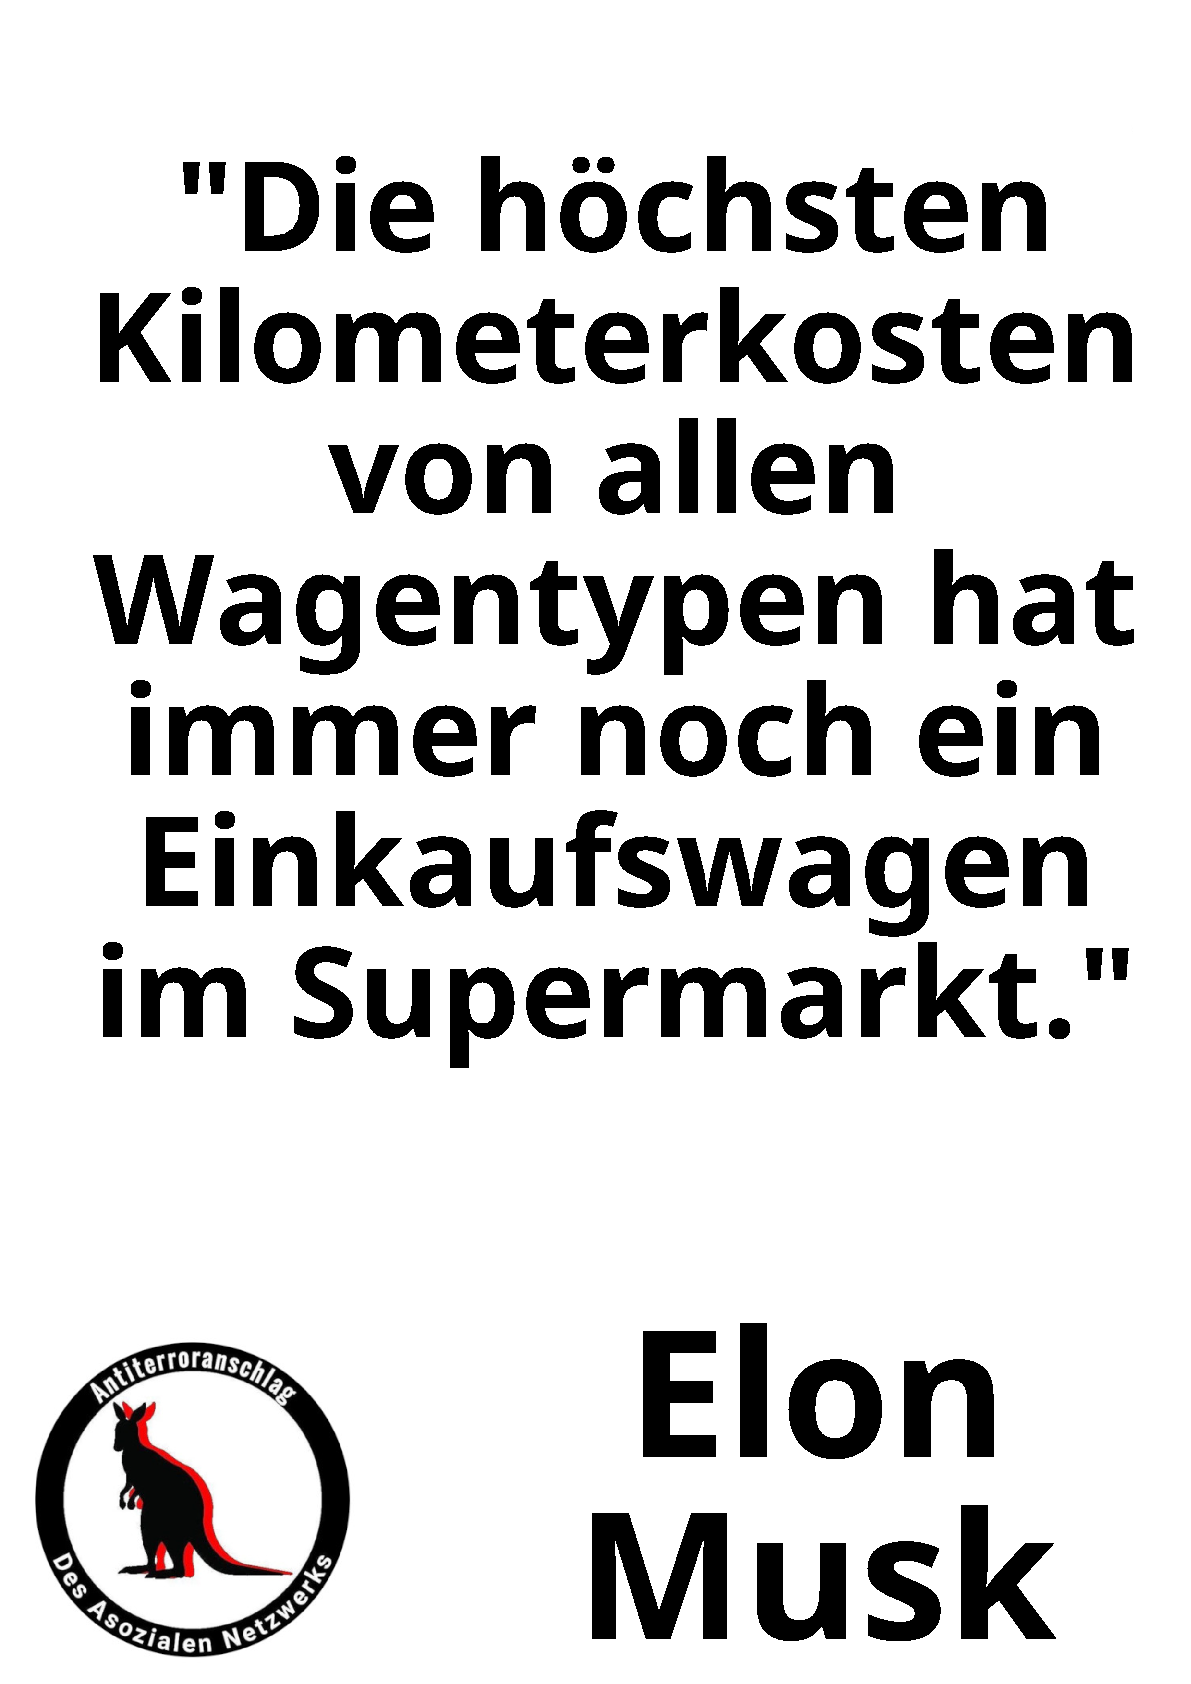 "Die höchsten
Kilometerkosten
von allen
Wagentypen hat
immer noch ein
Einkaufswagen
im Supermarkt."
Antiterroranschlag
Des Asozialen Netzwerks
Elon
Musk